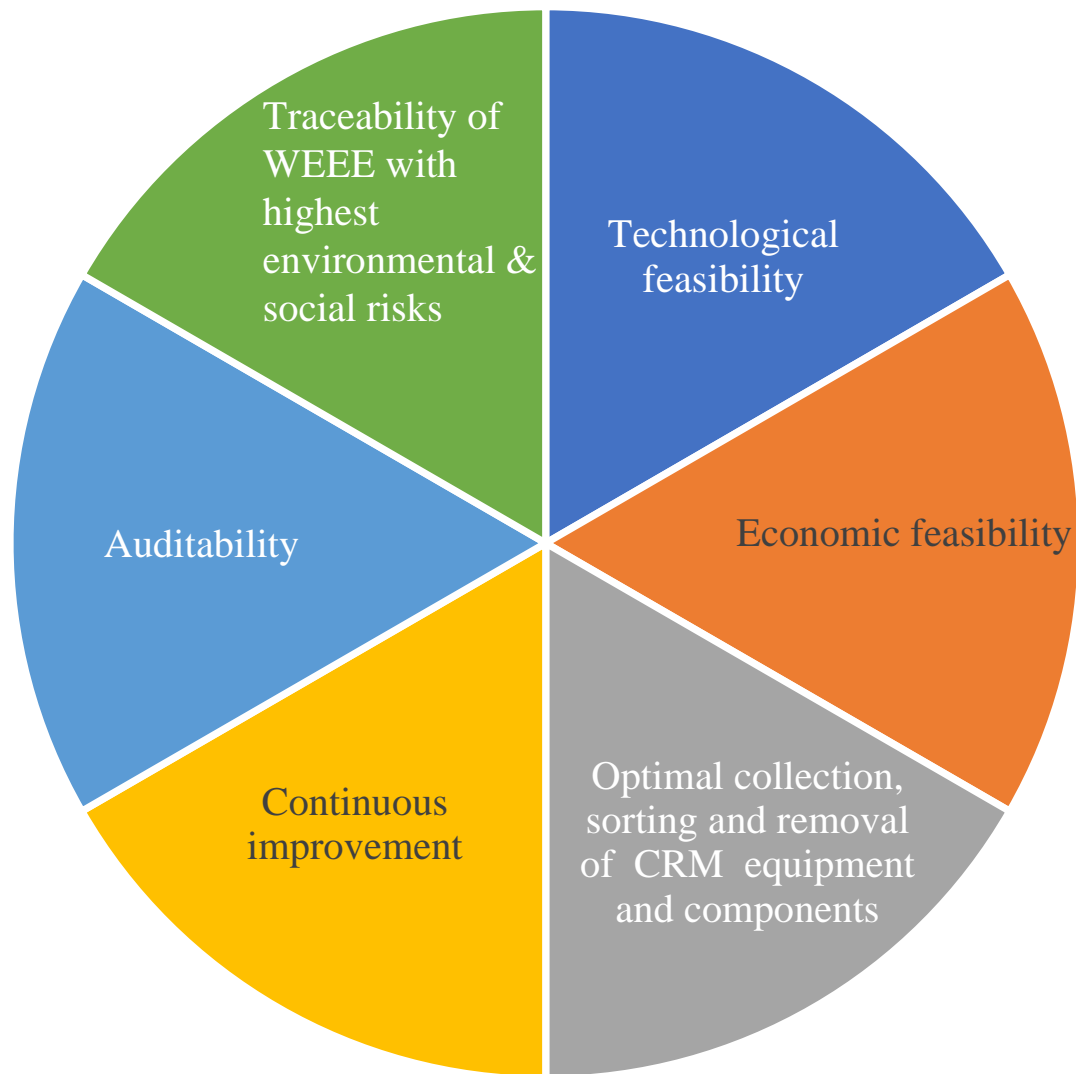 Traceability of
WEEE with
highest
environmental &
social risks
Technological
feasibility
Economic feasibility
Optimal collection,
sorting and removal
of CRM equipment
and components
Continuous
improvement
Auditability